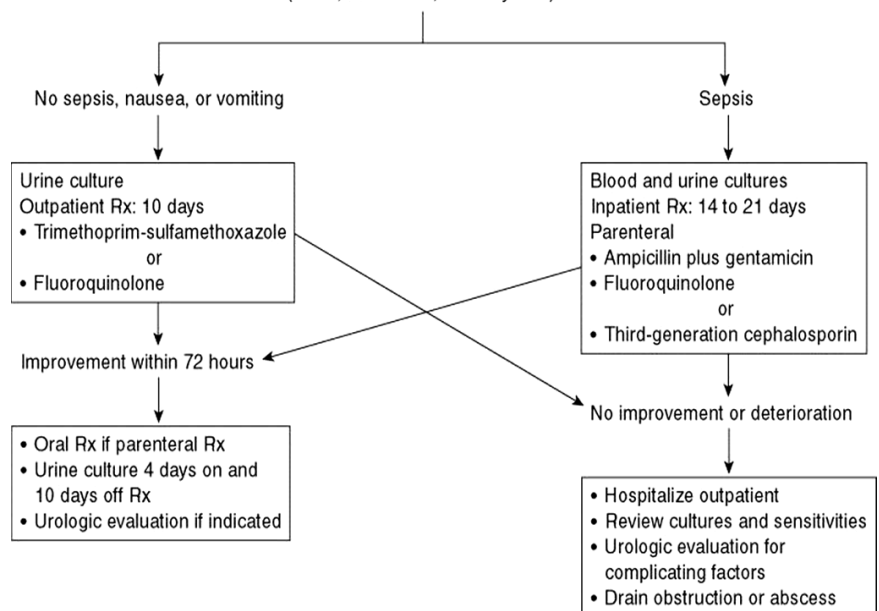 No sepsis, nausea, or vomiting
Sepsis
Urine culture
Outpatient Rx: 10 days
• Trimethoprim-sulfamethoxazole
or
• Fluoroquinolone
Blood and urine cultures
Inpatient Rx: 14 to 21 days
Parenteral
• Ampicillin plus gentamicin
• Fluoroquinolone
or
• Third-generation cephalosporin
Improvement within 72 hours
No improvement or deterioration
• Oral Rx if parenteral Rx
• Urine culture 4 days on and
10 days off Rx
• Urologic evaluation if indicated
• Hospitalize outpatient
• Review cultures and sensitivities
• Urologic evaluation for
complicating factors
• Drain obstruction or abscess